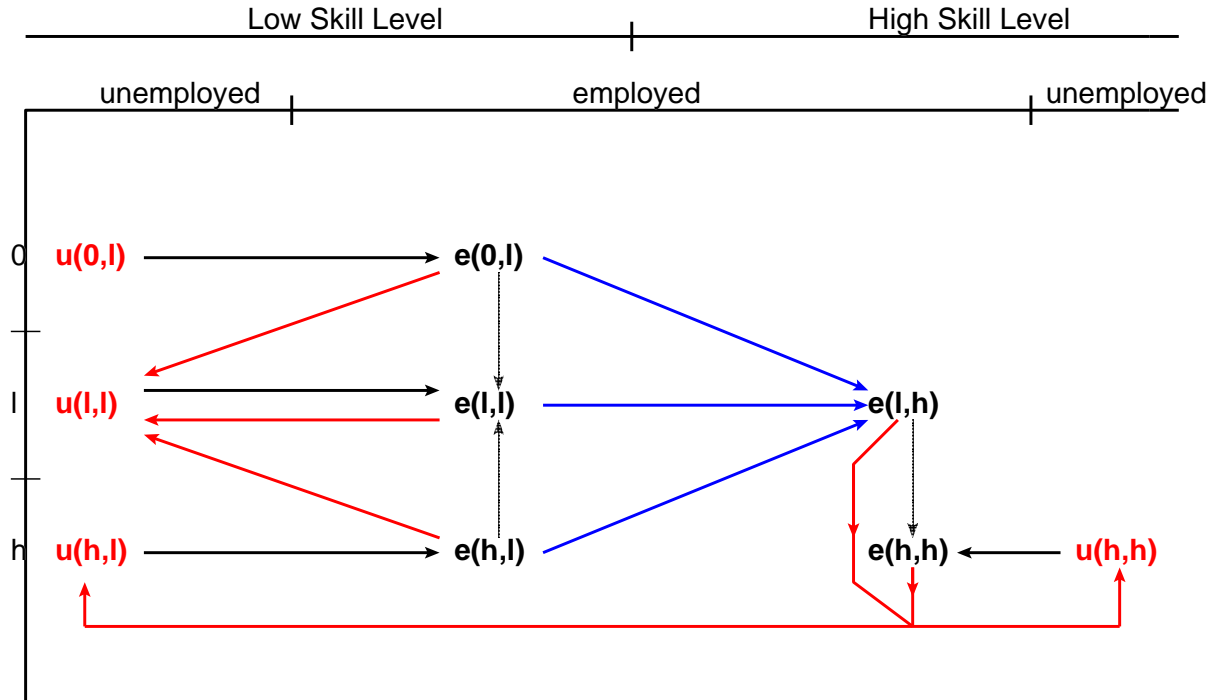 Low Skill Level High Skill Level
unemployed employed unemployed
0 u(0,l) e(0,l)
l u(l,l) e(l,l) e(l,h)
h u(h,l) e(h,l) e(h,h) u(h,h)